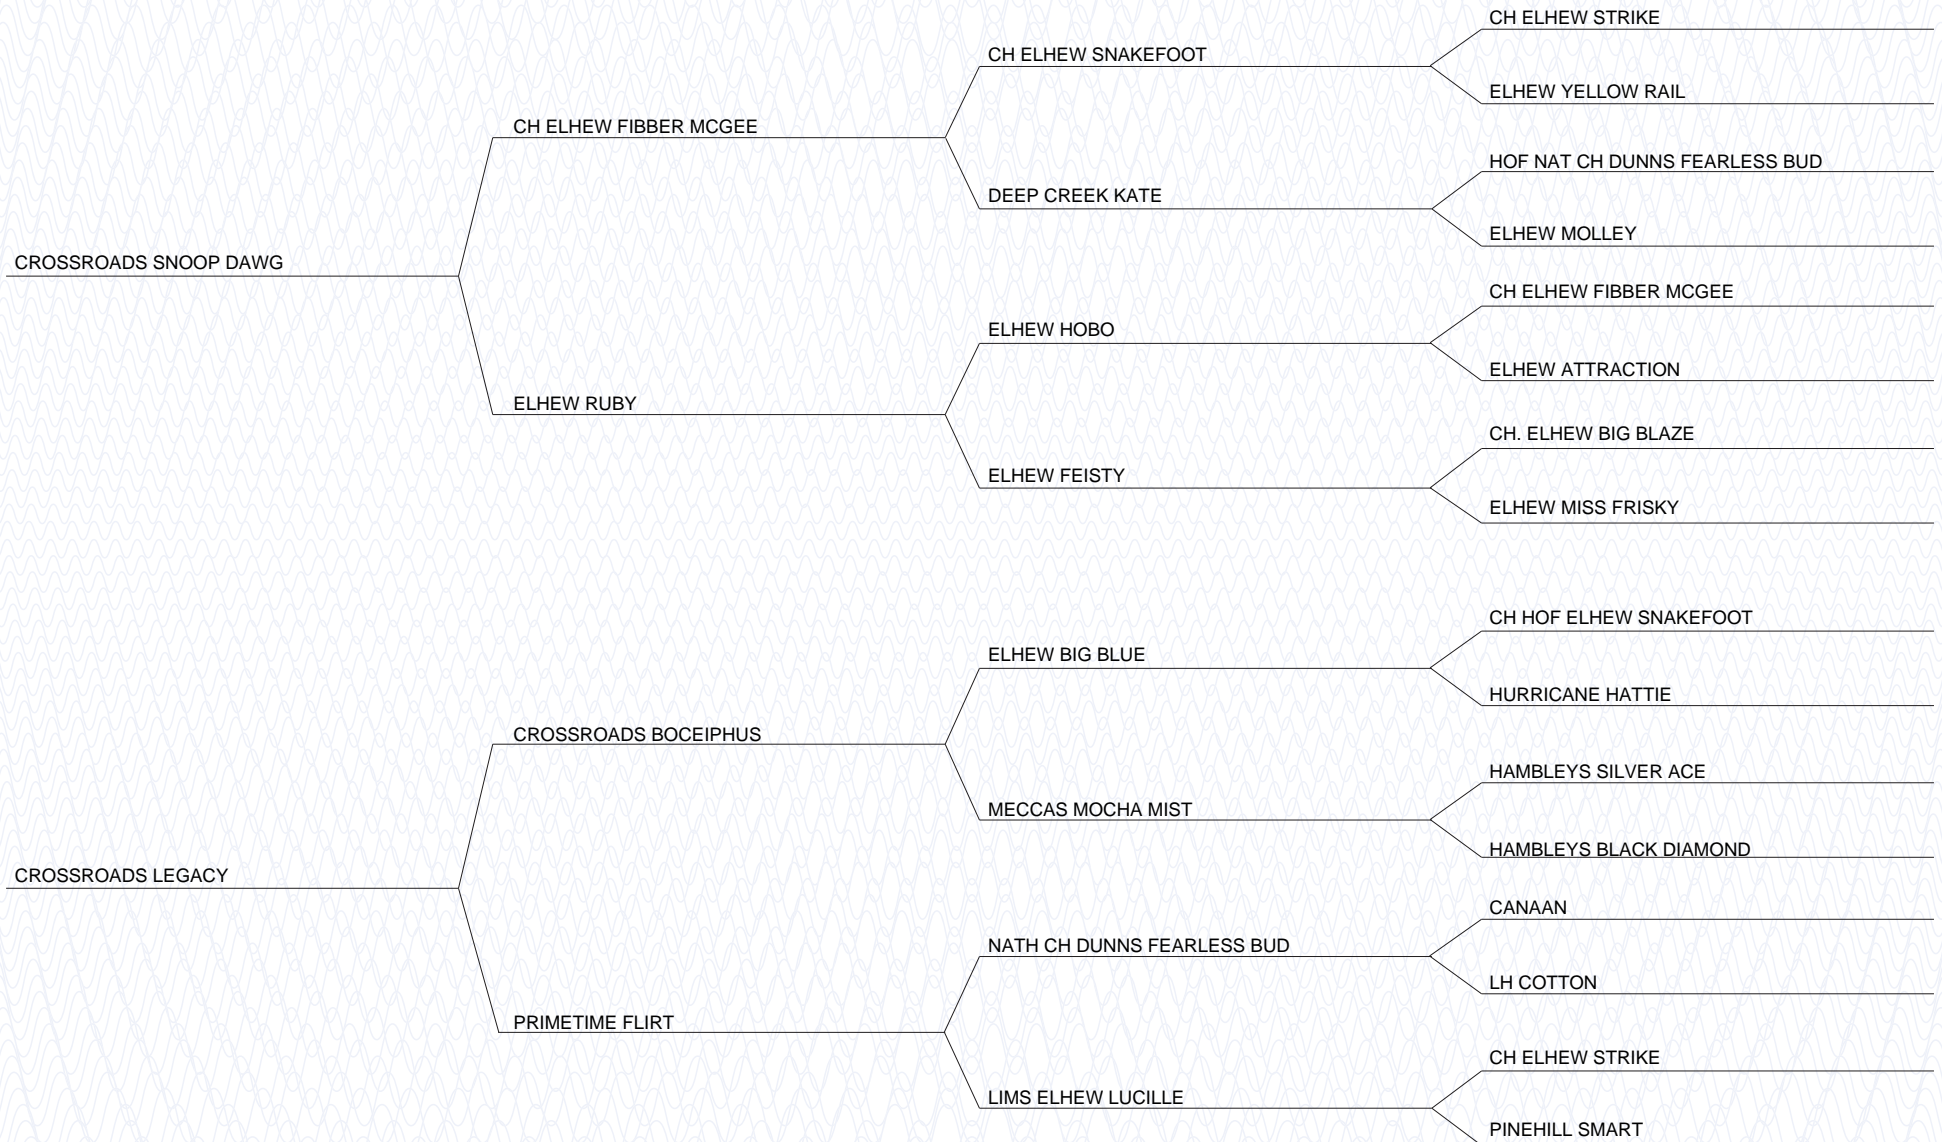 CH ELHEW STRIKE
CH ELHEW SNAKEFOOT
ELHEW YELLOW RAIL
CH ELHEW FIBBER MCGEE
HOF NAT CH DUNNS FEARLESS BUD
DEEP CREEK KATE
ELHEW MOLLEY
CROSSROADS SNOOP DAWG
CH ELHEW FIBBER MCGEE
ELHEW HOBO
ELHEW ATTRACTION
ELHEW RUBY
CH. ELHEW BIG BLAZE
ELHEW FEISTY
ELHEW MISS FRISKY
CH HOF ELHEW SNAKEFOOT
ELHEW BIG BLUE
HURRICANE HATTIE
CROSSROADS BOCEIPHUS
HAMBLEYS SILVER ACE
MECCAS MOCHA MIST
HAMBLEYS BLACK DIAMOND
CROSSROADS LEGACY
CANAAN
NATH CH DUNNS FEARLESS BUD
LH COTTON
PRIMETIME FLIRT
CH ELHEW STRIKE
LIMS ELHEW LUCILLE
PINEHILL SMART